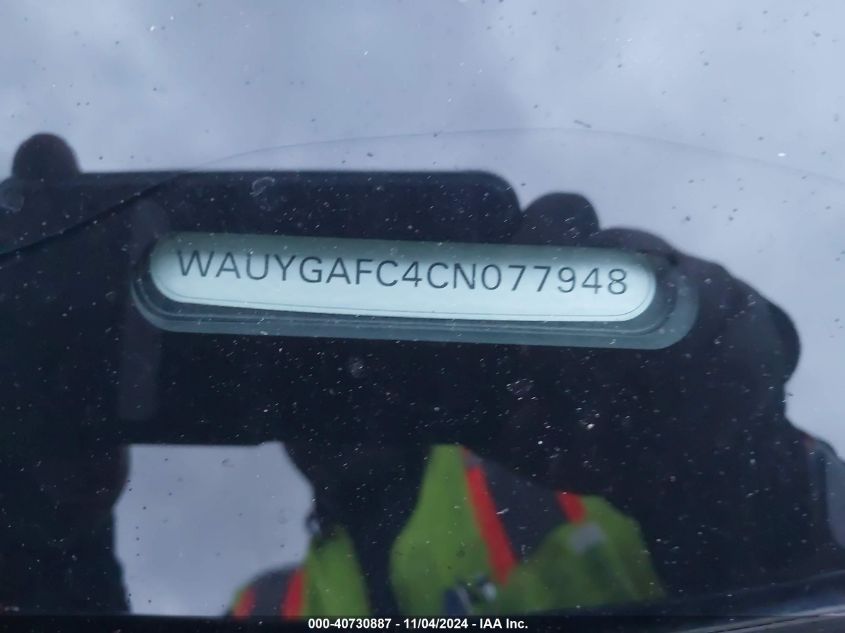 WAUYGAFC4CN077948
000-40730887 - 11/04/2024 - IAA Inc.